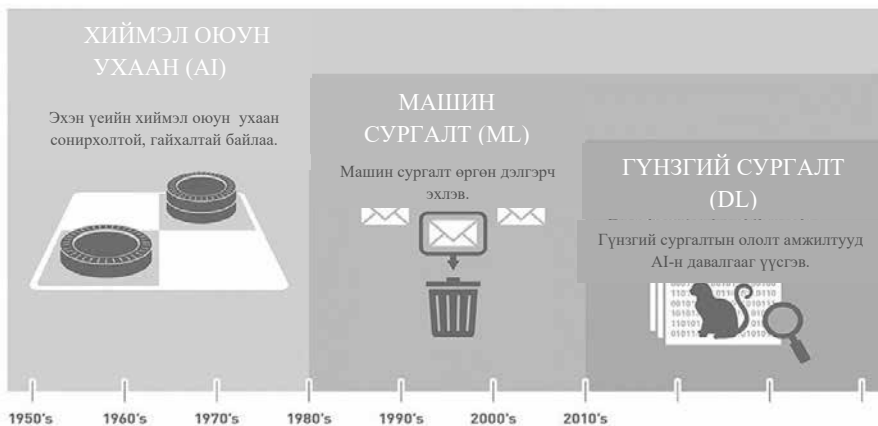 ХИЙМЭЛ ОЮУН
УХААН (AI)
Эхэн үеийн хиймэл оюун ухаан
сонирхолтой, гайхалтай байлаа.
МАШИН
СУРГАЛТ (ML)
Машин сургалт өргөн дэлгэрч
эхлэв.
ГҮНЗГИЙ СУРГАЛТ
(DL)
Гүнзгий сургалтын ололт амжилтууд
AI-н давалгааг үүсгэв.
1950's 1960's 1970's 1980's 1990's 2000's 2010's